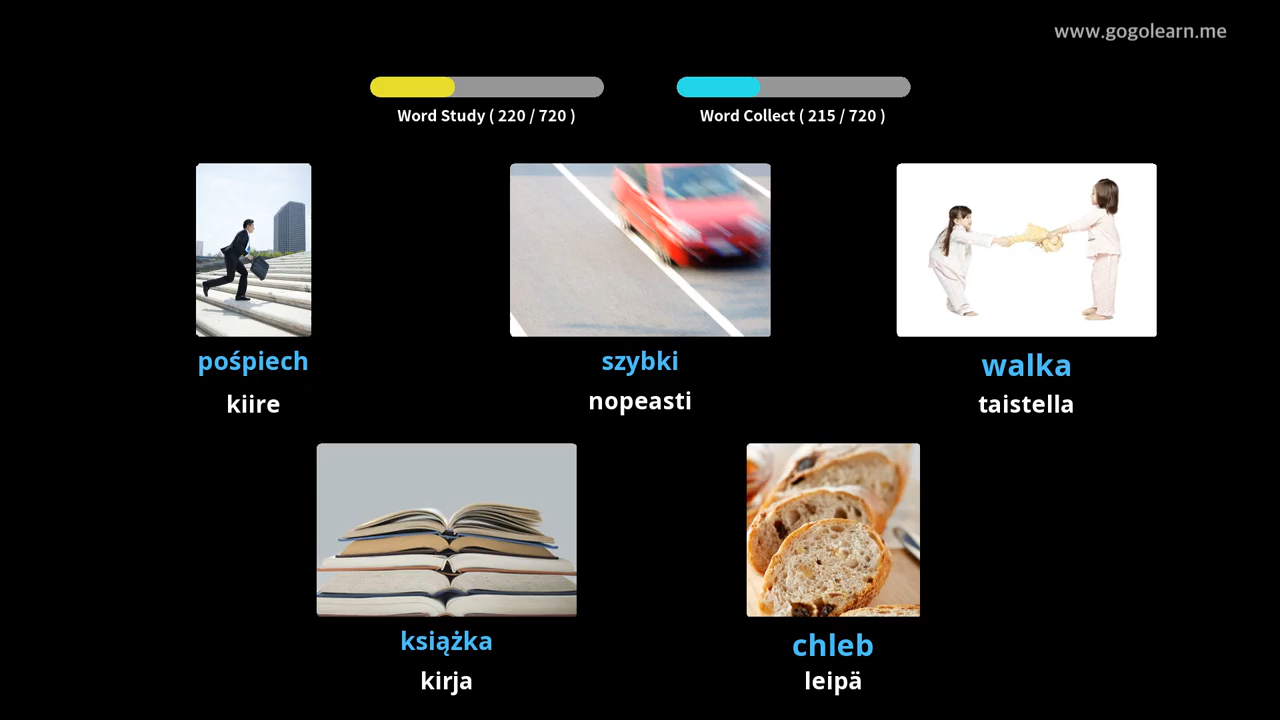 www.gogolearn.me
Word Study ( 220 / 720 )
Word Collect ( 215 / 720 )
pośpiech
kiire
szybki
nopeasti
walka
taistella
książka
kirja
chleb
leipä